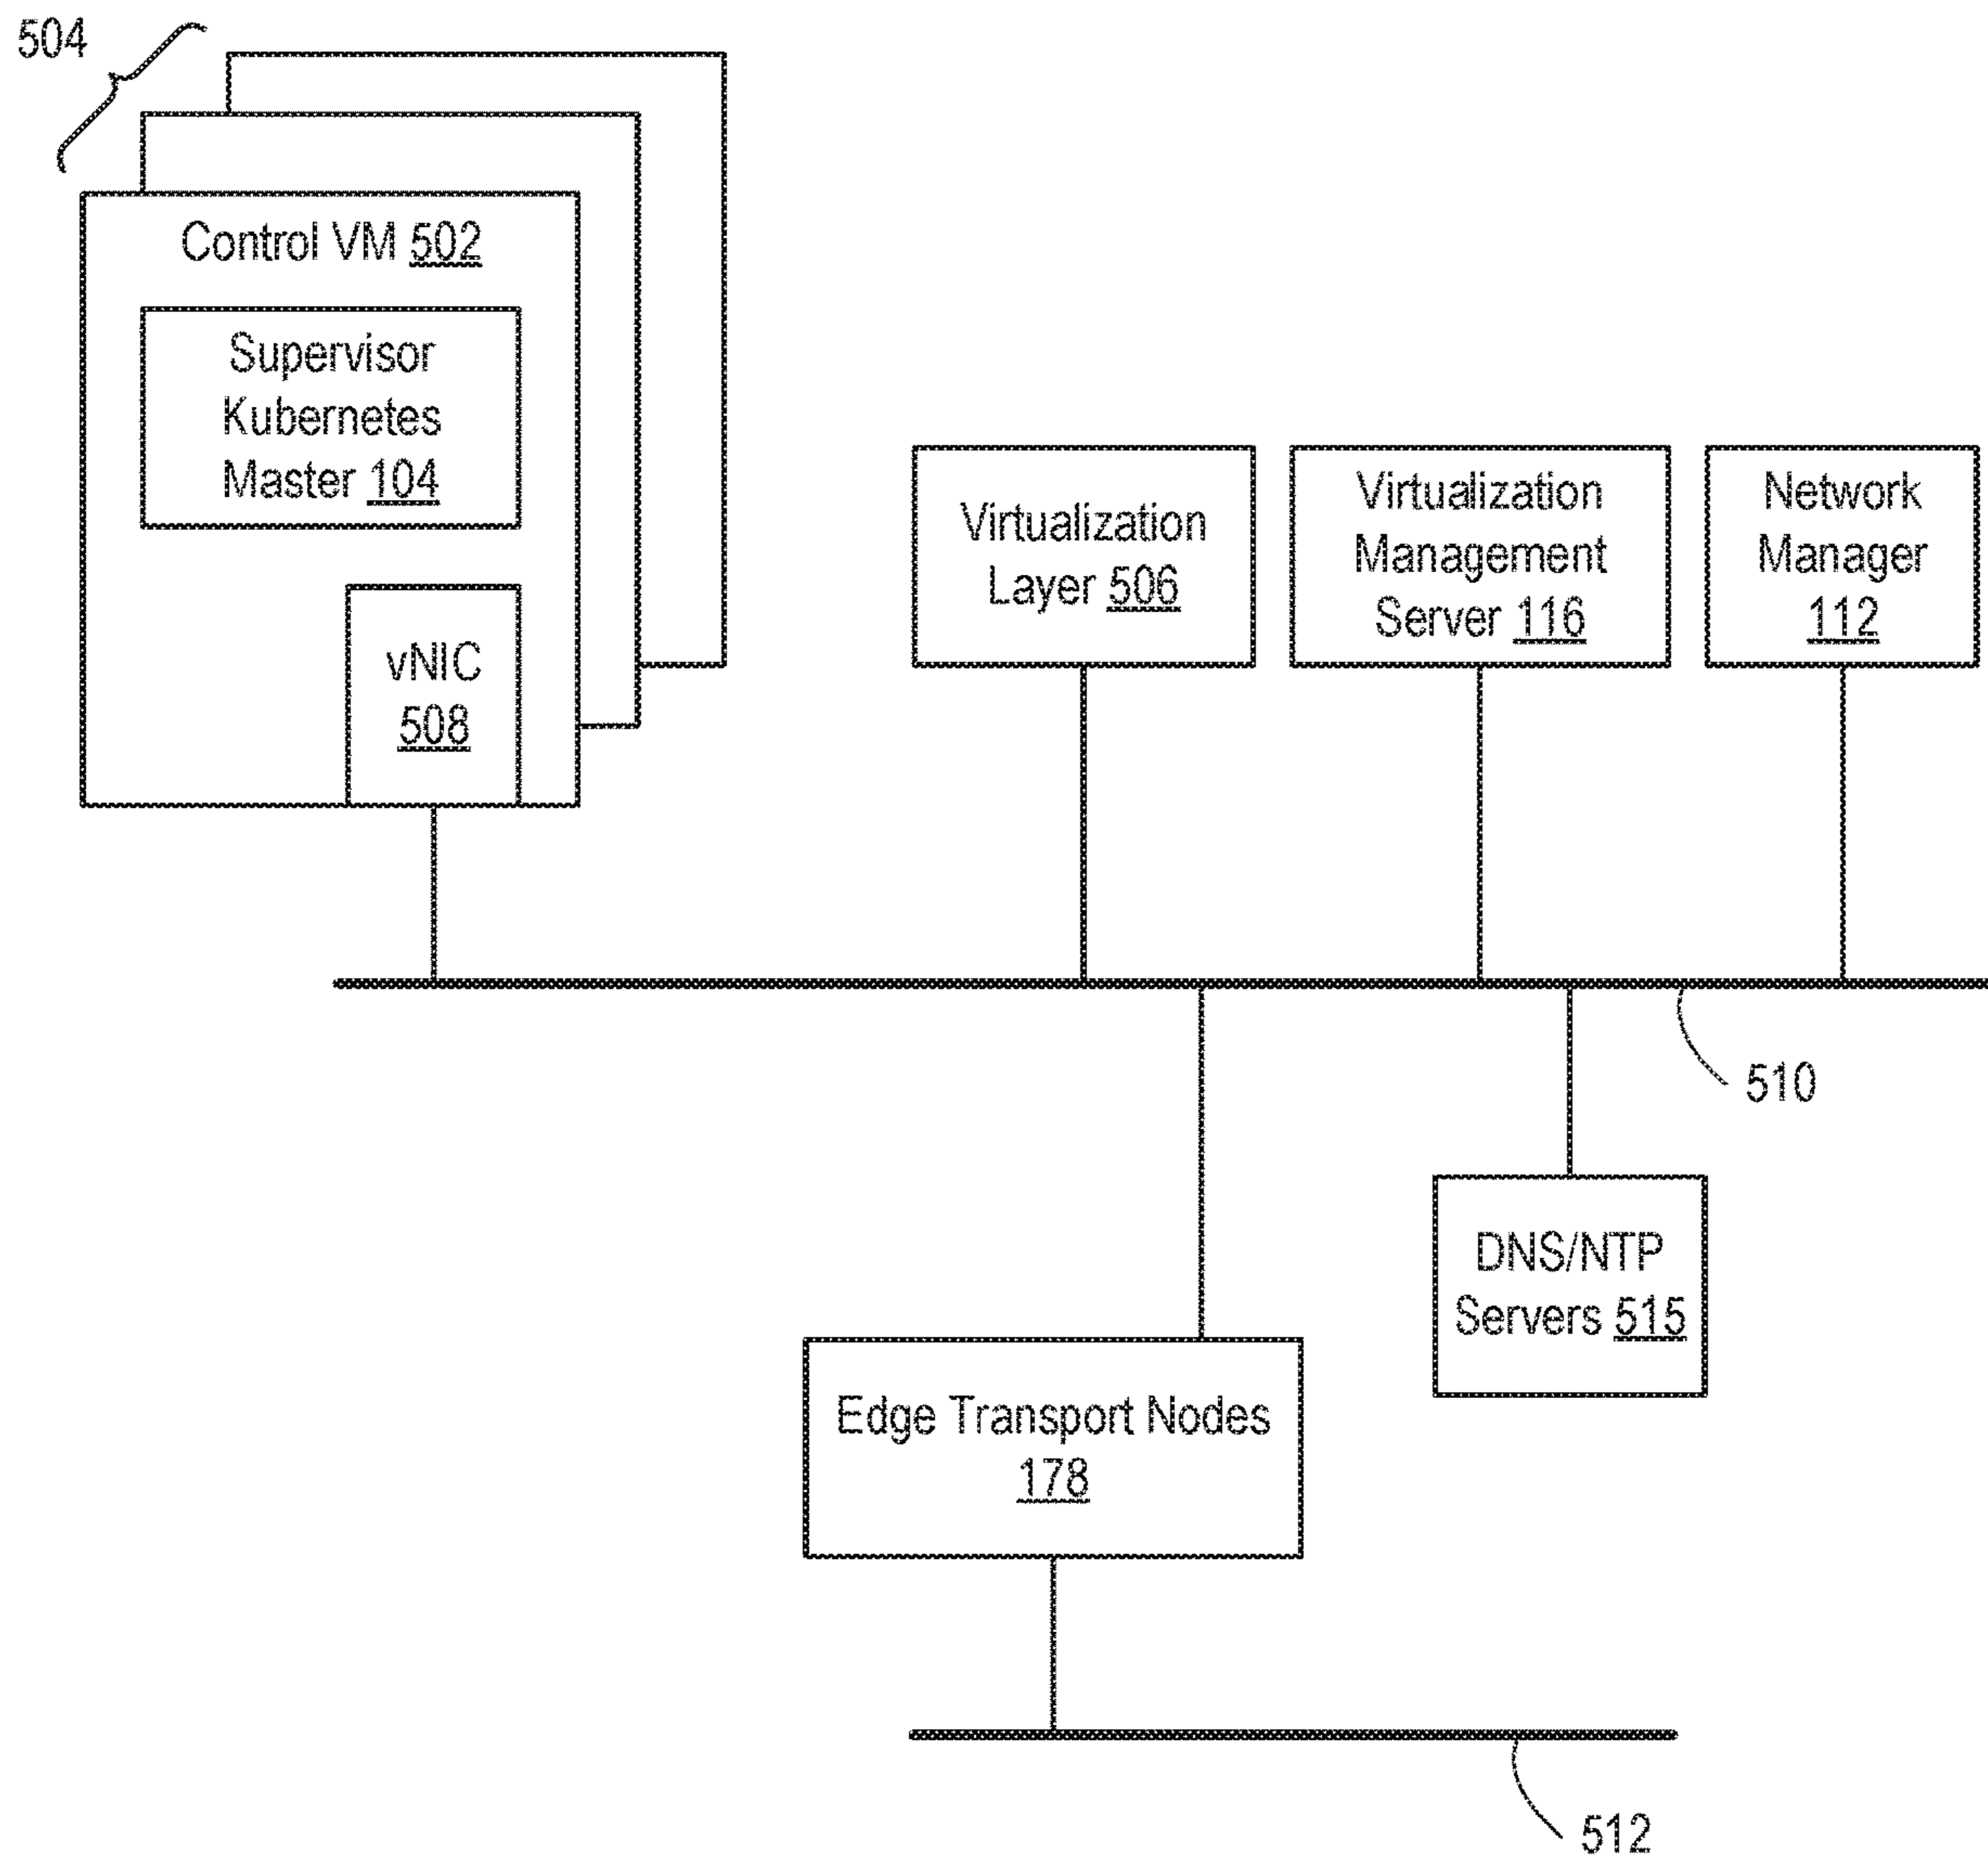 504
Control VM 502
Supervisor
Kubernetes
Master 104
vNIC
508
Virtualization
Layer 506
Virtualization
Management
Server 116
Network
Manager
112
510
DNS/NTP
Servers 515
Edge Transport Nodes
178
512